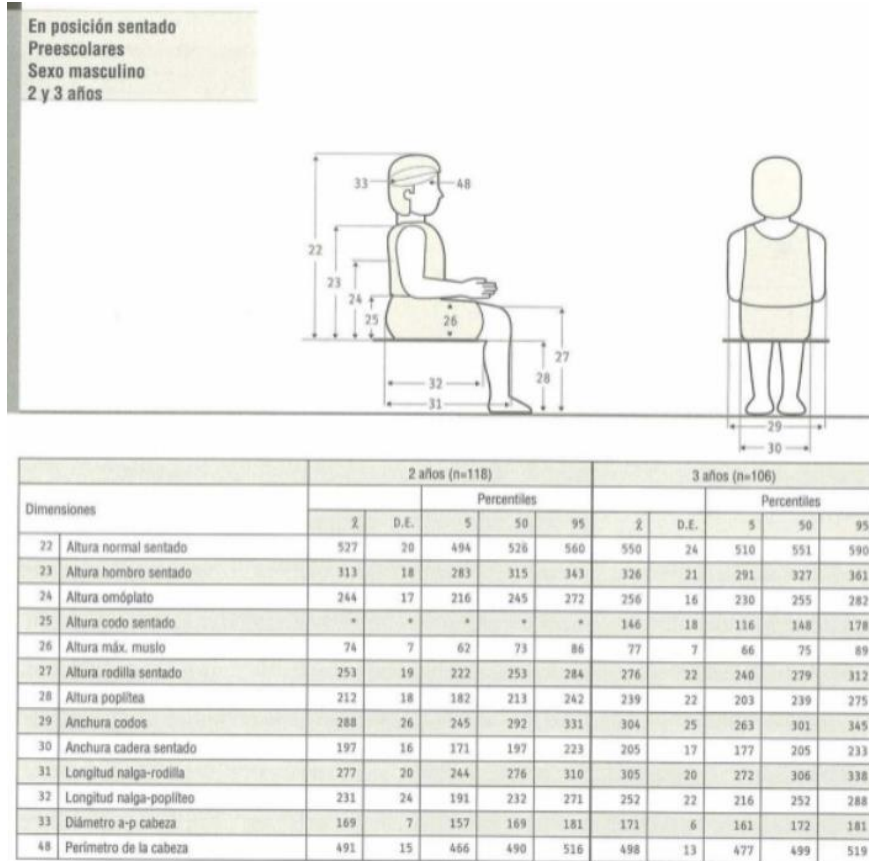 En posición sentado
Preescolares
Sexo masculino
2 y 3 años
33
48
22
23
24
25
26
27
28
32
31
29
30
2 años (n=118) 3 años (n=106)
Dimensiones Percentiles Percentiles
x̄ D.E. 5 50 95 x̄ D.E. 5 50 95
22 Altura normal sentado 527 20 494 526 560 550 24 510 551 590
23 Altura hombro sentado 313 18 283 315 343 326 21 291 327 361
24 Altura omóplato 244 17 216 245 272 256 16 230 255 282
25 Altura codo sentado * * * * * 146 18 116 148 178
26 Altura máx. muslo 74 7 62 73 86 77 7 66 75 89
27 Altura rodilla sentado 253 19 222 253 284 276 22 240 279 312
28 Altura poplítea 212 18 182 213 242 239 22 203 239 275
29 Anchura codos 288 26 245 292 331 304 25 263 301 345
30 Anchura cadera sentado 197 16 171 197 223 205 17 177 205 233
31 Longitud nalga-rodilla 277 20 244 276 310 305 20 272 306 338
32 Longitud nalga-poplíteo 231 24 191 232 271 252 22 216 252 288
33 Diámetro a-p cabeza 169 7 157 169 181 171 6 161 172 181
48 Perímetro de la cabeza 491 15 466 490 516 498 13 477 499 519